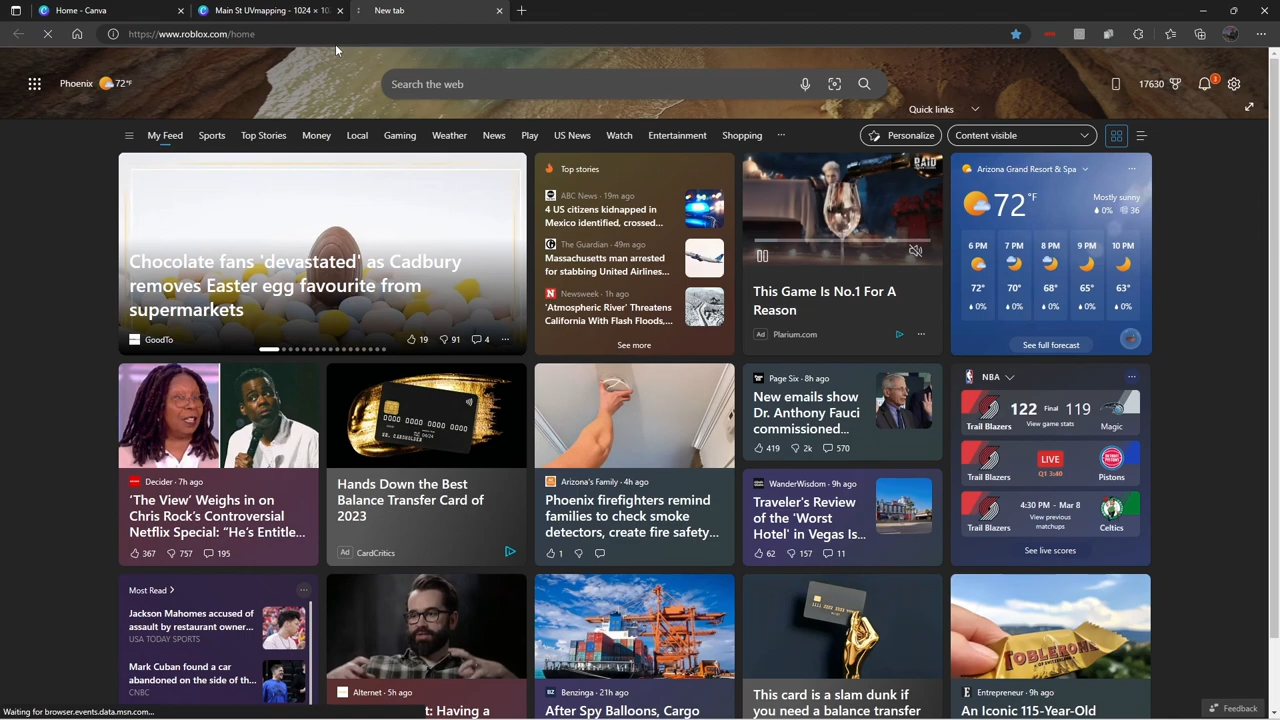 Home - Canva
Main St UVmapping - 1024 × 10
New tab
https://www.roblox.com/home
Phoenix 72°F
Search the web
17630
3
Quick links
My Feed
Sports
Top Stories
Money
Local
Gaming
Weather
News
Play
US News
Watch
Entertainment
Shopping
...
Personalize
Content visible
Chocolate fans 'devastated' as Cadbury
removes Easter egg favourite from
supermarkets
GoodTo
19 91 4
Top stories
ABC News · 19m ago
4 US citizens kidnapped in
Mexico identified, crossed...
The Guardian · 49m ago
Massachusetts man arrested
for stabbing United Airlines...
Newsweek · 1h ago
'Atmospheric River' Threatens
California With Flash Floods,...
See more
RAID
This Game Is No.1 For A
Reason
Ad Plarium.com
Arizona Grand Resort & Spa
72 °F
Mostly sunny
0% 36
6 PM 7 PM 8 PM 9 PM 10 PM
72° 70° 68° 65° 63°
0% 0% 0% 0% 0%
See full forecast
Decider · 7h ago
'The View' Weighs in on
Chris Rock's Controversial
Netflix Special: "He's Entitle...
367 757 195
Hands Down the Best
Balance Transfer Card of
2023
Ad CardCritics
Arizona's Family · 4h ago
Phoenix firefighters remind
families to check smoke
detectors, create fire safety...
1
Page Six · 8h ago
New emails show
Dr. Anthony Fauci
commissioned...
419 2k 570
WanderWisdom · 9h ago
Traveler's Review
of the 'Worst
Hotel' in Vegas Is...
62 157 11
NBA
Trail Blazers 122 Final 119 Magic
View game stats
Trail Blazers LIVE Pistons
Q1 3:40
4:30 PM - Mar 8
Trail Blazers View previous matchups Celtics
See live scores
Most Read
Jackson Mahomes accused of
assault by restaurant owner...
USA TODAY SPORTS
Mark Cuban found a car
abandoned on the side of th...
CNBC
Alternet · 5h ago
t: Having a
Benzinga · 21h ago
After Spy Balloons, Cargo
This card is a slam dunk if
you need a balance transfer
TOBLERONE
Entrepreneur · 9h ago
An Iconic 115-Year-Old
Waiting for browser.events.data.msn.com...
Feedback